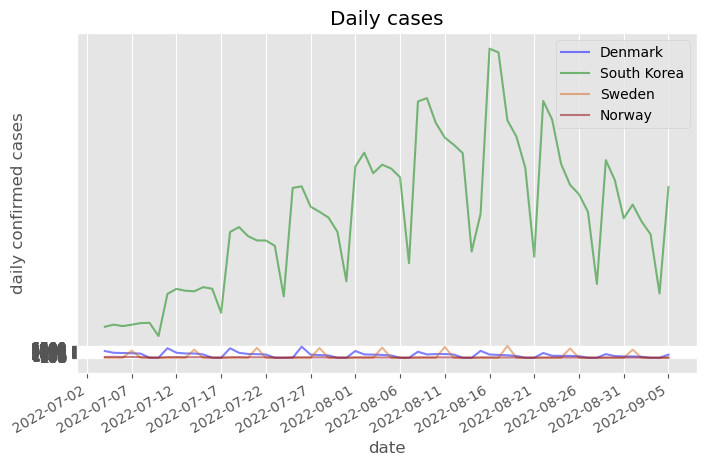 Daily cases
Denmark
South Korea
Sweden
Norway
daily confirmed cases
2022-07-02
2022-07-07
2022-07-12
2022-07-17
2022-07-22
2022-07-27
2022-08-01
2022-08-06
2022-08-11
2022-08-16
2022-08-21
2022-08-26
2022-08-31
2022-09-05
date